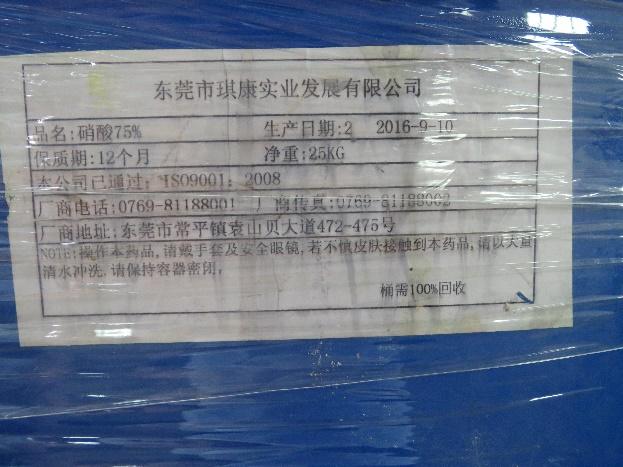 东莞市琪康实业发展有限公司
品名:硝酸75% 生产日期:2 2016-9-10
保质期:12个月 净重:25KG
本公司已通过: ISO9001:2008
厂商电话:0769-81188001 厂商传真:0769-81188002
厂商地址:东莞市常平镇袁山贝大道472-475号
NOTE:操作本药品,请戴手套及安全眼镜,若不慎皮肤接触到本药品,请以大量
清水冲洗,请保持容器密闭,
桶需100%回收